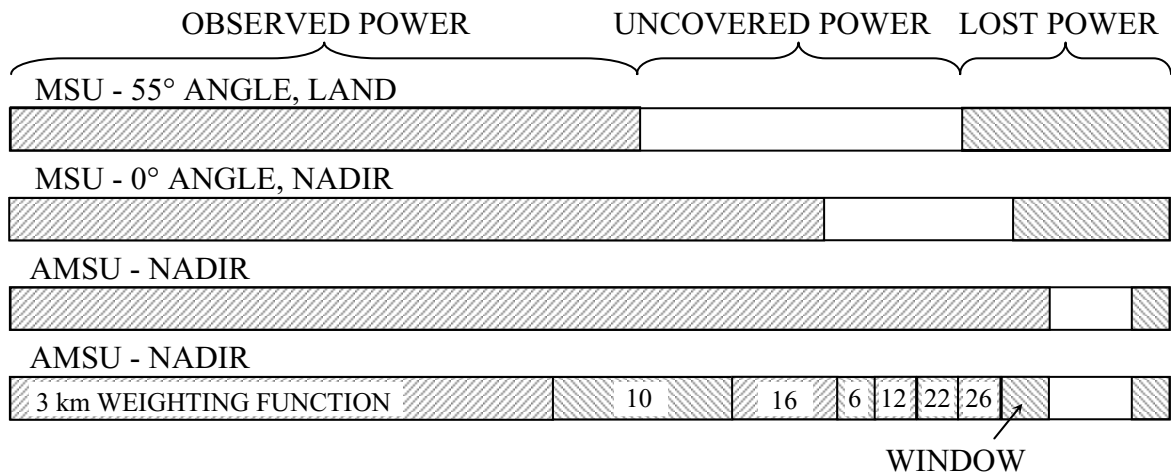 OBSERVED POWER UNCOVERED POWER LOST POWER
MSU - 55° ANGLE, LAND
MSU - 0° ANGLE, NADIR
AMSU - NADIR
AMSU - NADIR
3 km WEIGHTING FUNCTION 10 16 6 12 22 26
WINDOW